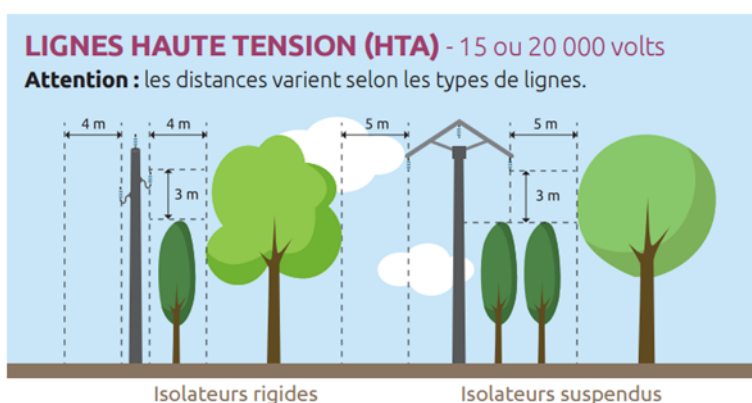 LIGNES HAUTE TENSION (HTA) - 15 ou 20 000 volts
Attention : les distances varient selon les types de lignes.
4 m 4 m 5 m 5 m
3 m 3 m
Isolateurs rigides Isolateurs suspendus